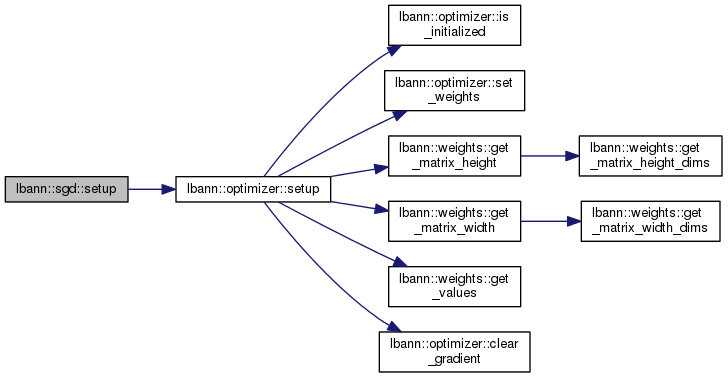 lbann::optimizer::is
_initialized
lbann::optimizer::set
_weights
lbann::weights::get
_matrix_height
lbann::weights::get
_matrix_height_dims
lbann::sgd::setup
lbann::optimizer::setup
lbann::weights::get
_matrix_width
lbann::weights::get
_matrix_width_dims
lbann::weights::get
_values
lbann::optimizer::clear
_gradient